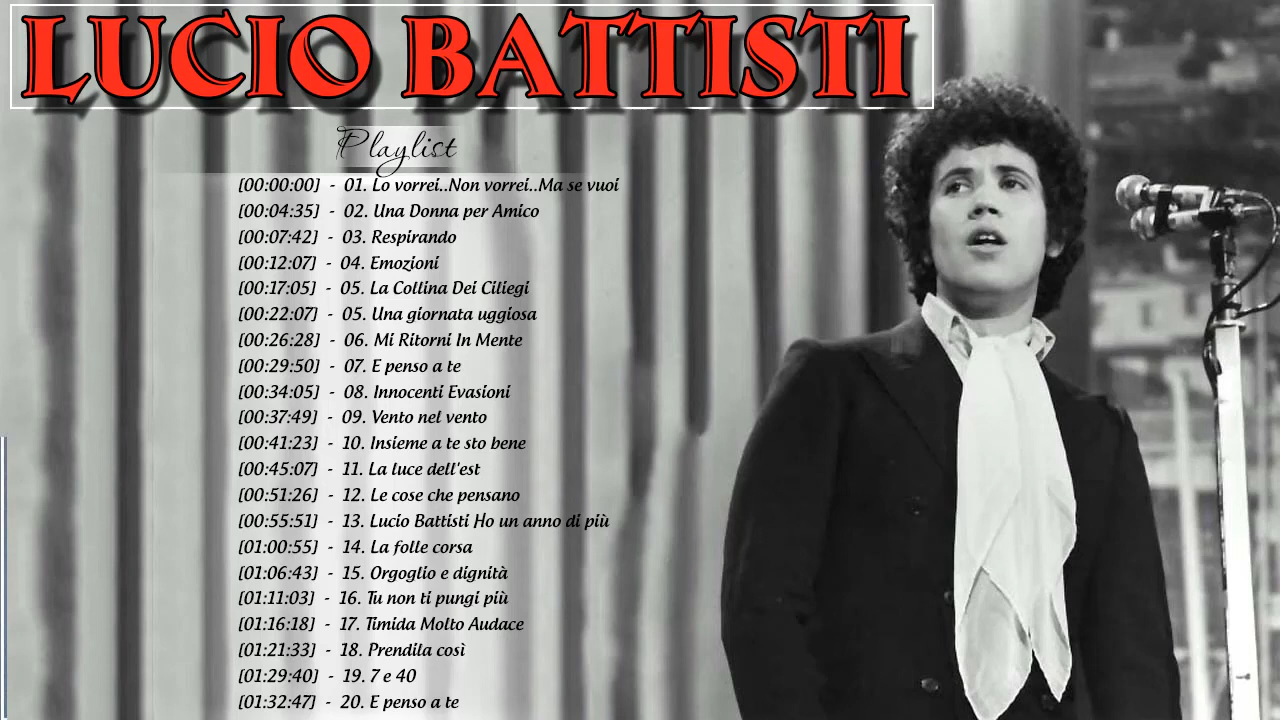 LUCIO BATTISTI
Playlist
[00:00:00] - 01. Lo vorrei..Non vorrei..Ma se vuoi
[00:04:35] - 02. Una Donna per Amico
[00:07:42] - 03. Respirando
[00:12:07] - 04. Emozioni
[00:17:05] - 05. La Collina Dei Ciliegi
[00:22:07] - 05. Una giornata uggiosa
[00:26:28] - 06. Mi Ritorni In Mente
[00:29:50] - 07. E penso a te
[00:34:05] - 08. Innocenti Evasioni
[00:37:49] - 09. Vento nel vento
[00:41:23] - 10. Insieme a te sto bene
[00:45:07] - 11. La luce dell'est
[00:51:26] - 12. Le cose che pensano
[00:55:51] - 13. Lucio Battisti Ho un anno di più
[01:00:55] - 14. La folle corsa
[01:06:43] - 15. Orgoglio e dignità
[01:11:03] - 16. Tu non ti pungi più
[01:16:18] - 17. Timida Molto Audace
[01:21:33] - 18. Prendila così
[01:29:40] - 19. 7 e 40
[01:32:47] - 20. E penso a te